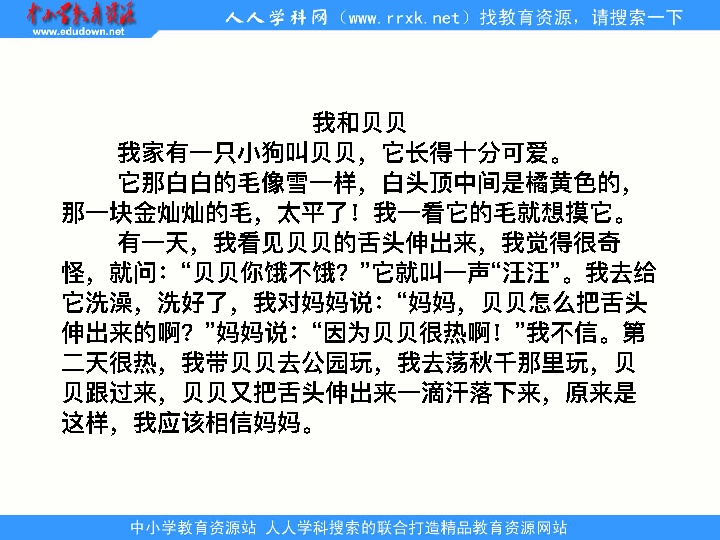 中小学教育资源
www.edudown.net
人人学科网（www.rrxk.net）找教育资源，请搜索一下
我和贝贝
我家有一只小狗叫贝贝，它长得十分可爱。
它那白白的毛像雪一样，白头顶中间是橘黄色的，
那一块金灿灿的毛，太平了！我一看它的毛就想摸它。
有一天，我看见贝贝的舌头伸出来，我觉得很奇
怪，就问：“贝贝你饿不饿？”它就叫一声“汪汪”。我去给
它洗澡，洗好了，我对妈妈说：“妈妈，贝贝怎么把舌头
伸出来的啊？”妈妈说：“因为贝贝很热啊！”我不信。第
二天很热，我带贝贝去公园玩，我去荡秋千那里玩，贝
贝跟过来，贝贝又把舌头伸出来一滴汗落下来，原来是
这样，我应该相信妈妈。
中小学教育资源站 人人学科搜索的联合打造精品教育资源网站